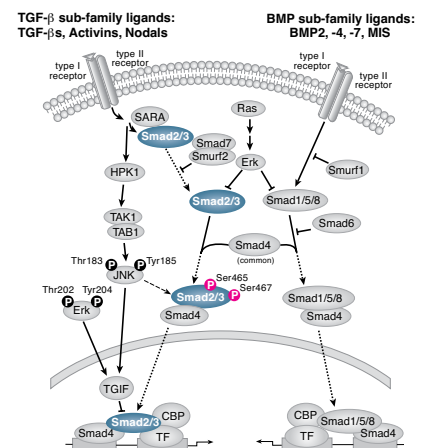 TGF-β sub-family ligands:
TGF-βs, Activins, Nodals
BMP sub-family ligands:
BMP2, -4, -7, MIS
type II
receptor
type I
receptor
type I
receptor
type II
receptor
SARA
Smad2/3
Smad7
Smurf2
Ras
Erk
HPK1
Smurf1
Smad2/3
Smad1/5/8
TAK1
TAB1
Smad6
Smad4
(common)
Thr183
P
P
Tyr185
JNK
Ser465
P
Ser467
P
Smad2/3
Smad4
Thr202
Tyr204
P
P
Erk
Smad1/5/8
Smad4
TGIF
Smad2/3
CBP
Smad4
TF
CBP
Smad1/5/8
TF
Smad4